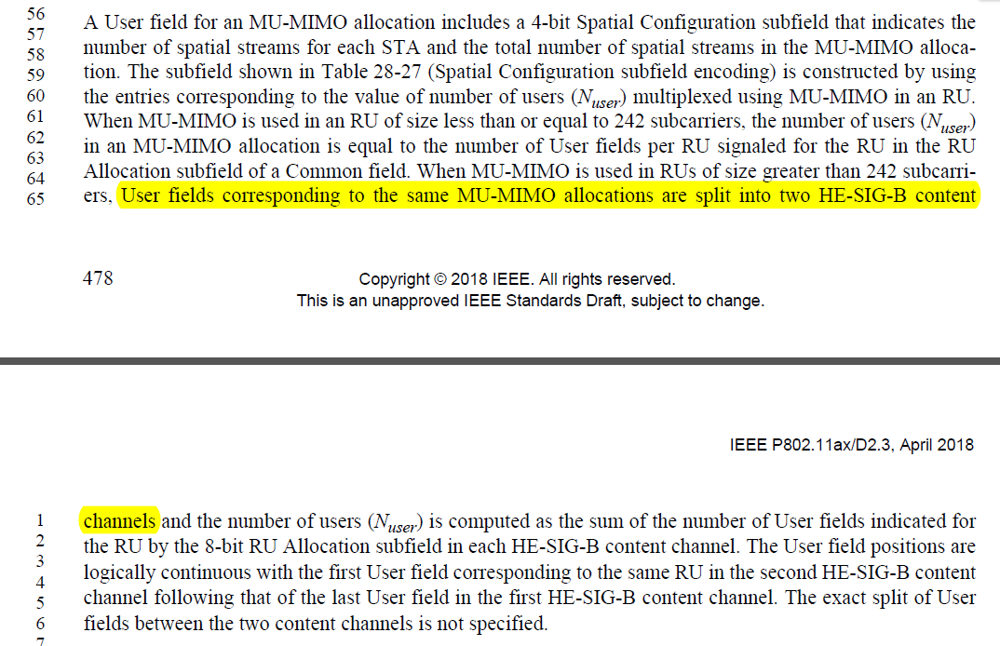 56 A User field for an MU-MIMO allocation includes a 4-bit Spatial Configuration subfield that indicates the
57 number of spatial streams for each STA and the total number of spatial streams in the MU-MIMO alloca-
58
59 tion. The subfield shown in Table 28-27 (Spatial Configuration subfield encoding) is constructed by using
60 the entries corresponding to the value of number of users (Nuser) multiplexed using MU-MIMO in an RU.
61 When MU-MIMO is used in an RU of size less than or equal to 242 subcarriers, the number of users (Nuser)
62 in an MU-MIMO allocation is equal to the number of User fields per RU signaled for the RU in the RU
63
64 Allocation subfield of a Common field. When MU-MIMO is used in RUs of size greater than 242 subcarri-
65 ers, User fields corresponding to the same MU-MIMO allocations are split into two HE-SIG-B content
478 Copyright © 2018 IEEE. All rights reserved.
This is an unapproved IEEE Standards Draft, subject to change.
IEEE P802.11ax/D2.3, April 2018
1 channels and the number of users (Nuser) is computed as the sum of the number of User fields indicated for
2 the RU by the 8-bit RU Allocation subfield in each HE-SIG-B content channel. The User field positions are
3 logically continuous with the first User field corresponding to the same RU in the second HE-SIG-B content
4
5 channel following that of the last User field in the first HE-SIG-B content channel. The exact split of User
6 fields between the two content channels is not specified.
7